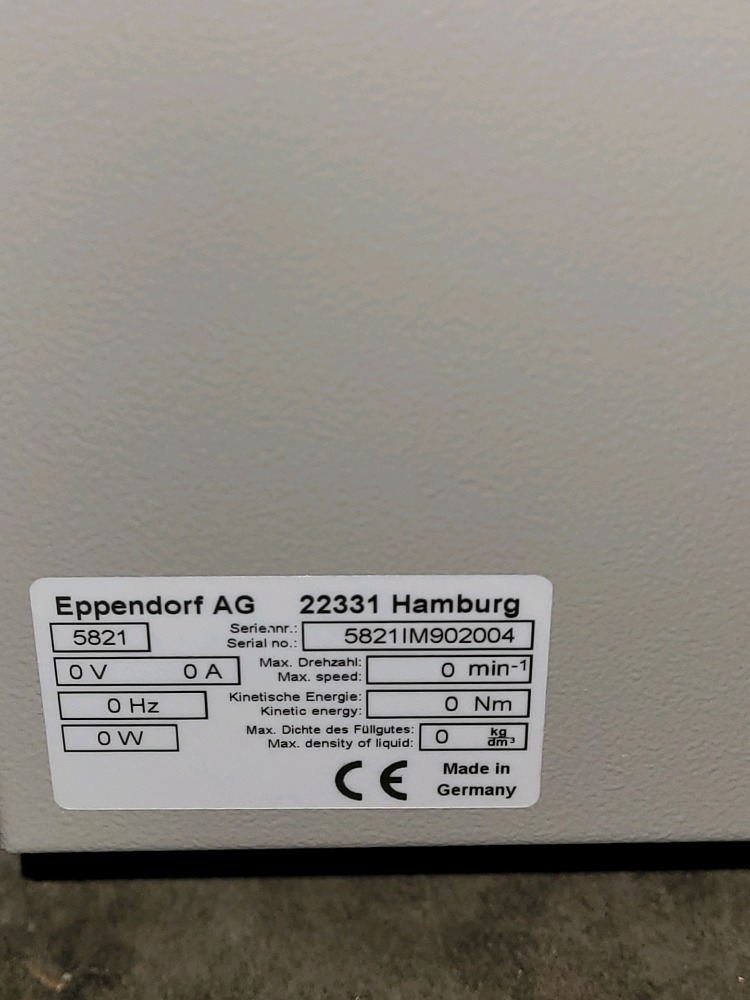 Eppendorf AG 22331 Hamburg
5821 Seriennr.: Serial no.: 5821IM902004
0 V 0 A Max. Drehzahl: Max. speed: 0 min-1
0 Hz Kinetische Energie: Kinetic energy: 0 Nm
0 W Max. Dichte des Füllgutes: Max. density of liquid: 0 kg/dm³
CE Made in
Germany